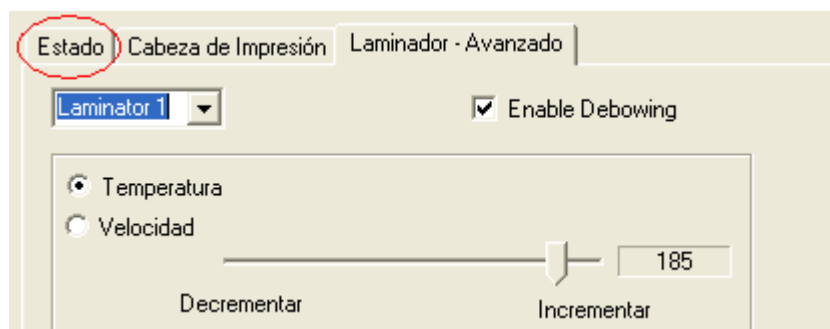 Estado Cabeza de Impresión Laminador - Avanzado
Laminator 1 Enable Debowing
Temperatura
Velocidad
185
Decrementar Incrementar